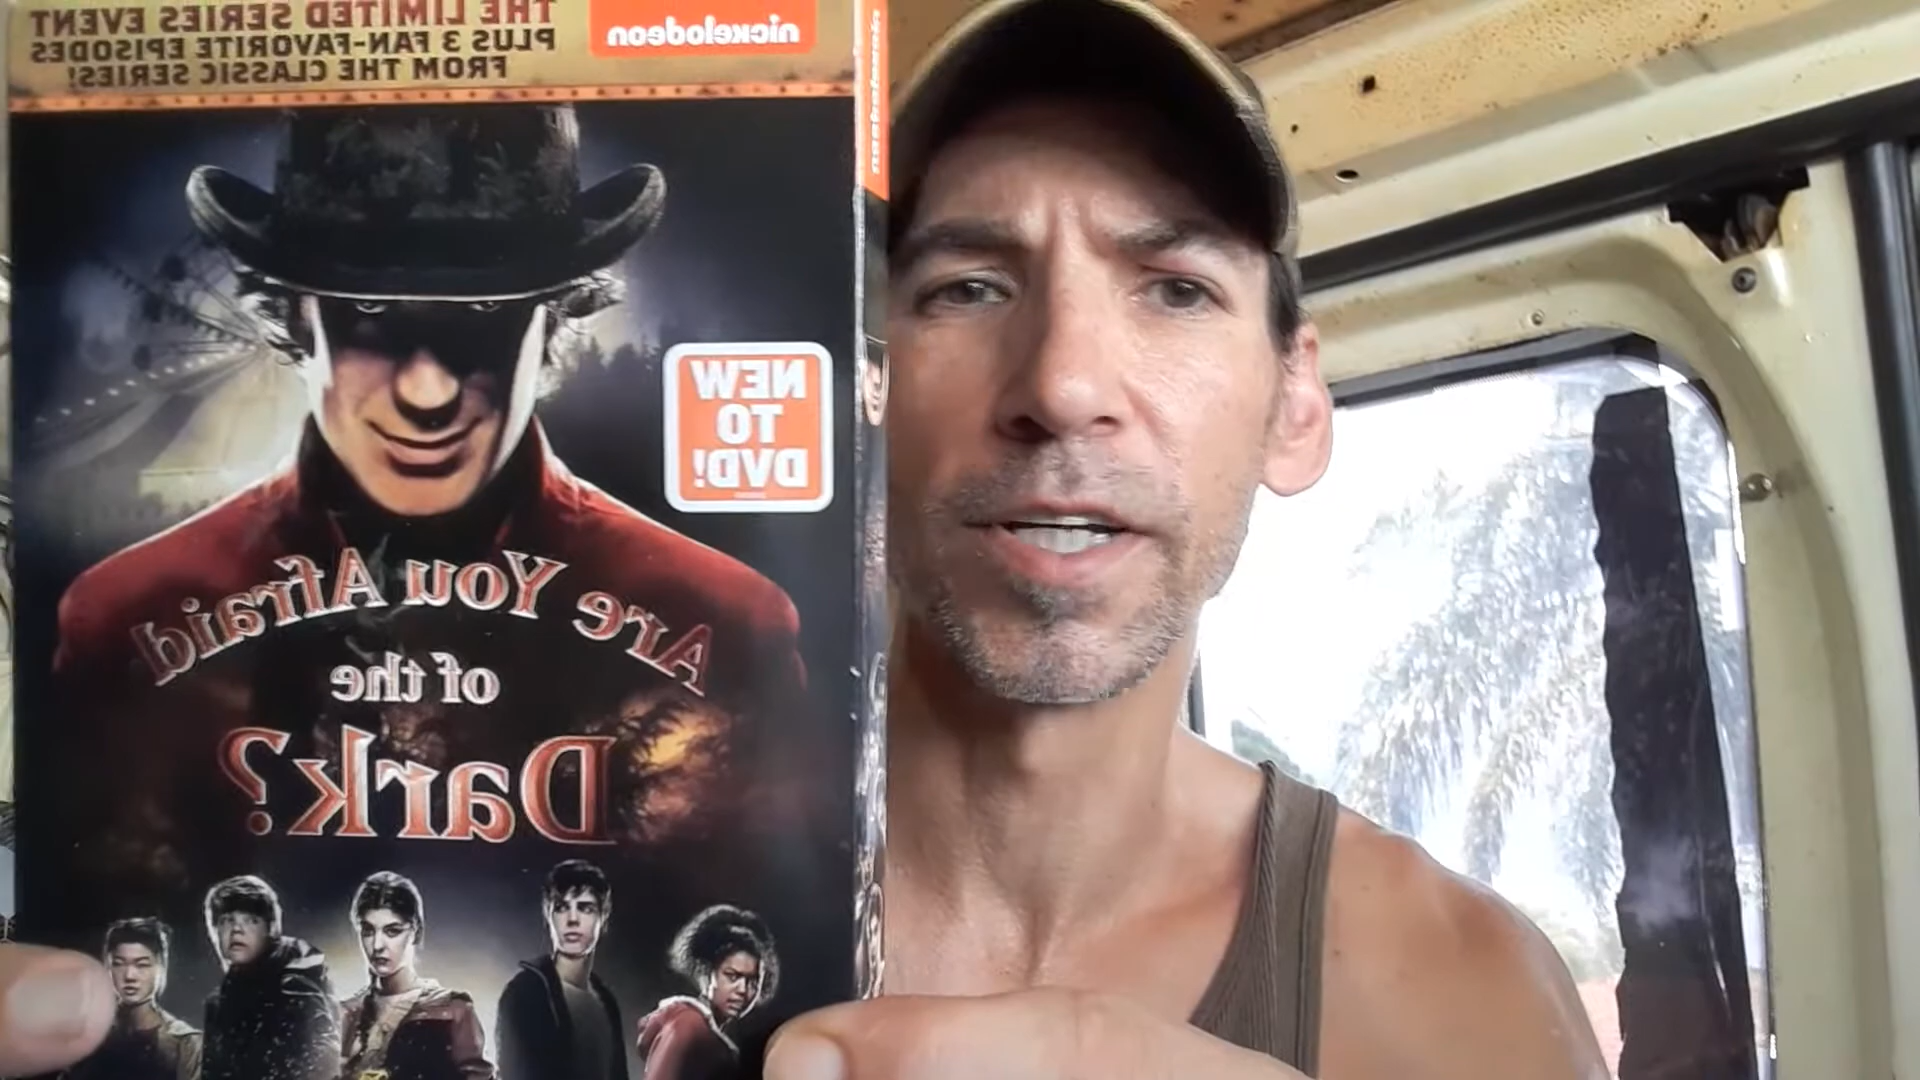 THE LIMITED SERIES EVENT
PLUS 3 FAN-FAVORITE EPISODES
FROM THE CLASSIC SERIES!
nickelodeon
nickelodeon
NEW
TO
DVD!
Are You Afraid
of the
Dark?